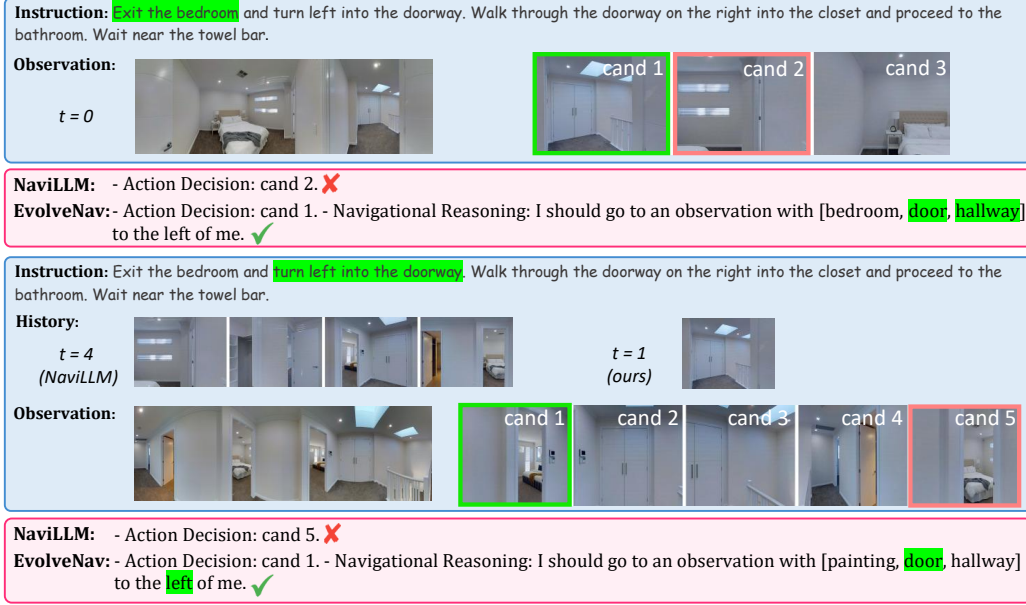 Instruction: Exit the bedroom and turn left into the doorway. Walk through the doorway on the right into the closet and proceed to the
bathroom. Wait near the towel bar.
Observation:
t = 0
cand 1
cand 2
cand 3
NaviLLM: - Action Decision: cand 2. ✘
EvolveNav: - Action Decision: cand 1. - Navigational Reasoning: I should go to an observation with [bedroom, door, hallway]
to the left of me. ✓
Instruction: Exit the bedroom and turn left into the doorway. Walk through the doorway on the right into the closet and proceed to the
bathroom. Wait near the towel bar.
History:
t = 4
(NaviLLM)
t = 1
(ours)
Observation:
cand 1
cand 2
cand 3
cand 4
cand 5
NaviLLM: - Action Decision: cand 5. ✘
EvolveNav: - Action Decision: cand 1. - Navigational Reasoning: I should go to an observation with [painting, door, hallway]
to the left of me. ✓